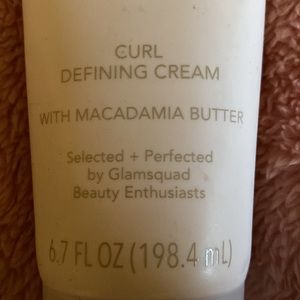 CURL
DEFINING CREAM
WITH MACADAMIA BUTTER
Selected + Perfected
by Glamsquad
Beauty Enthusiasts
6.7 FL OZ (198.4 mL)